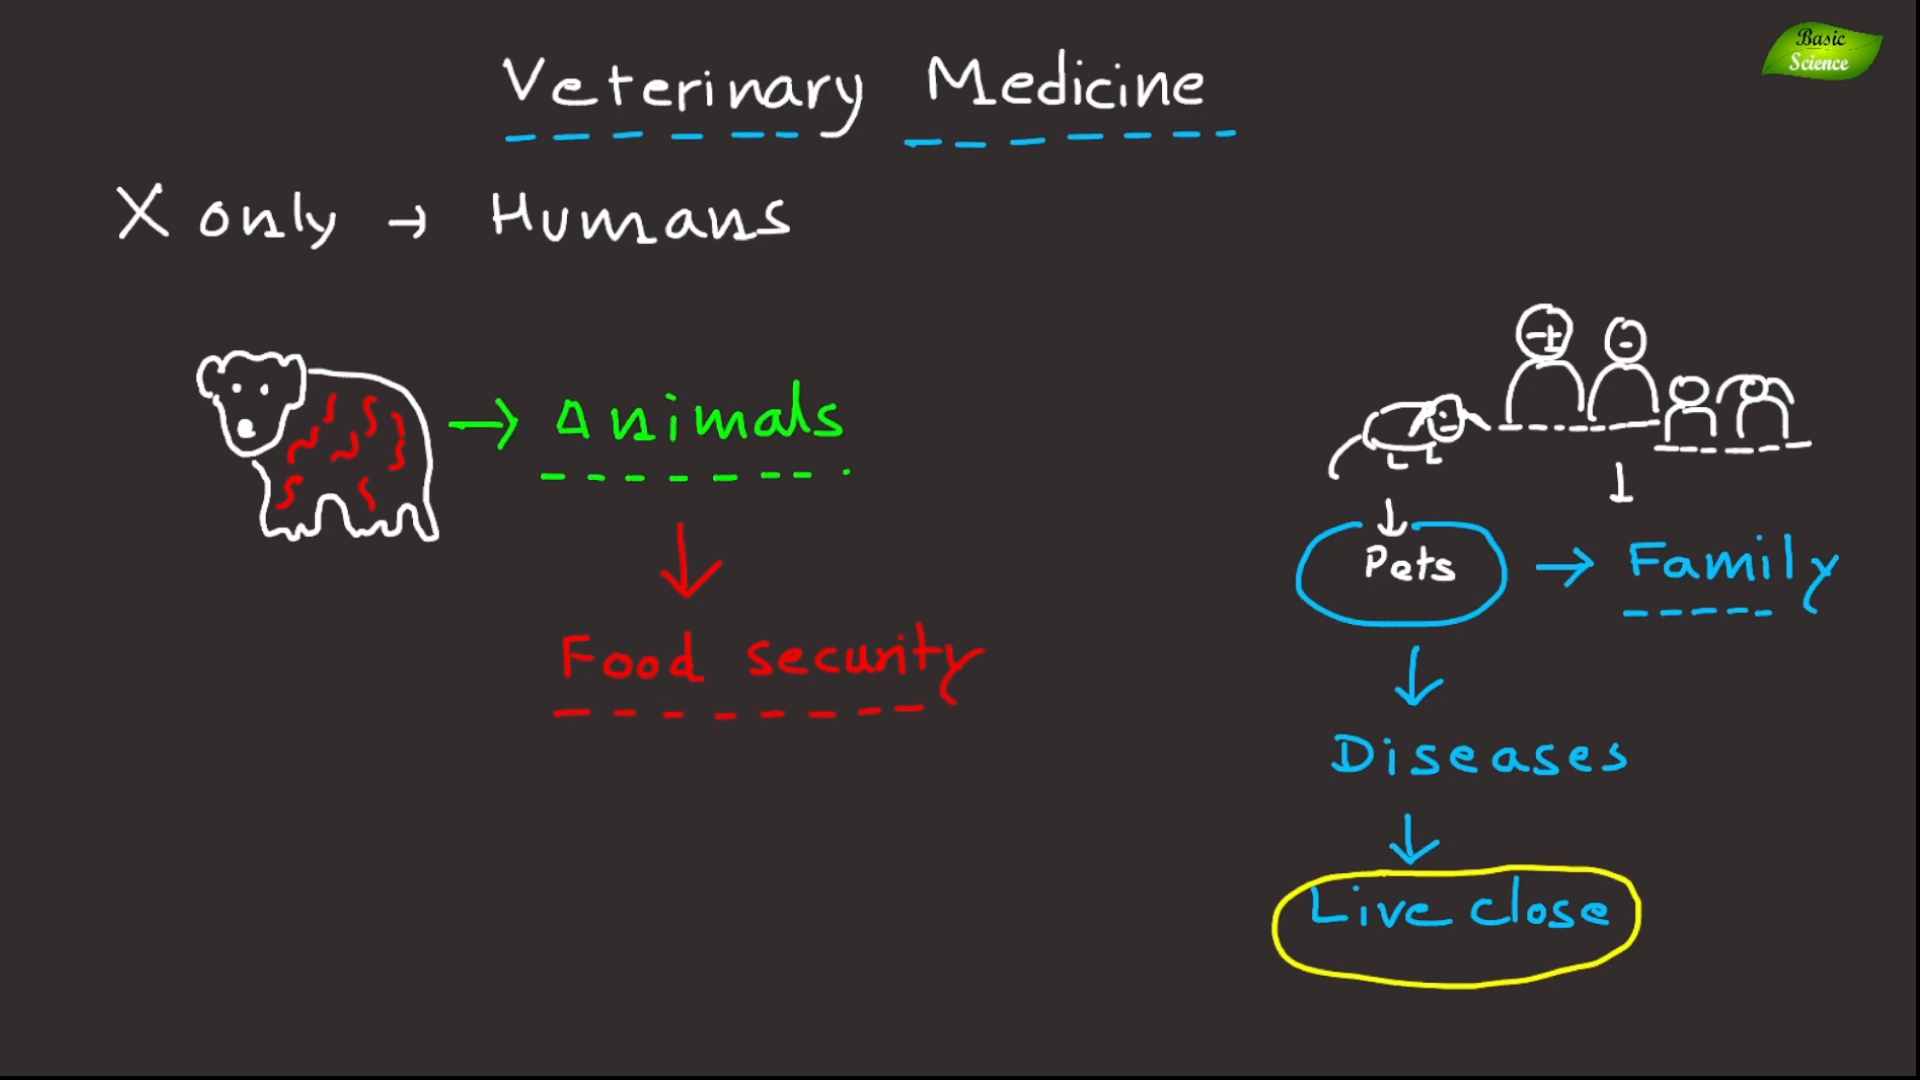 Basic
Science
Veterinary Medicine
X only → Humans
→ Animals
Food security
Pets → Family
Diseases
Live close